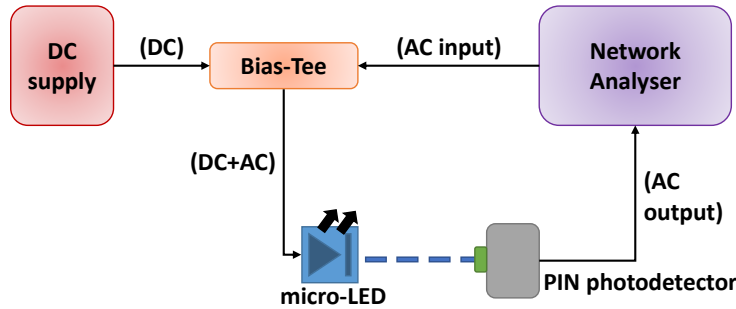 DC
supply
(DC)
Bias-Tee
(AC input)
Network
Analyser
(DC+AC)
(AC
output)
micro-LED
PIN photodetector